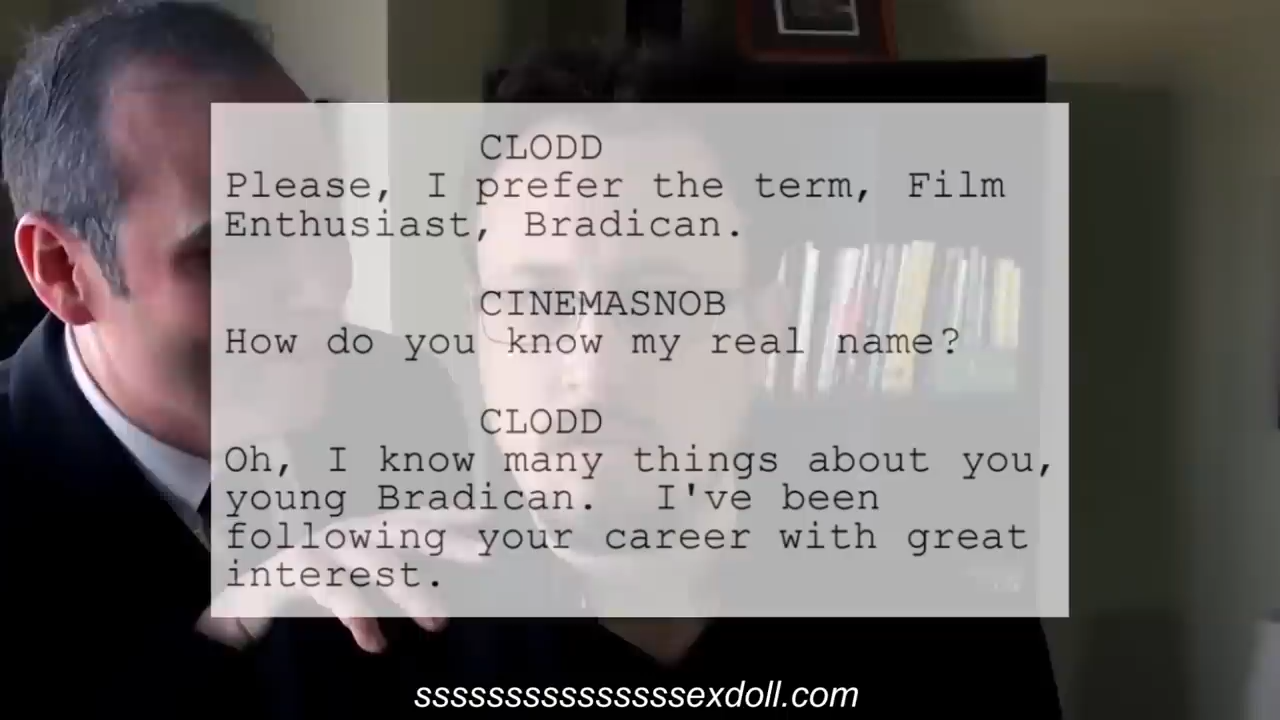 CLODD
Please, I prefer the term, Film
Enthusiast, Bradican.
CINEMASNOB
How do you know my real name?
CLODD
Oh, I know many things about you,
young Bradican. I've been
following your career with great
interest.
sssssssssssssssexdoll.com